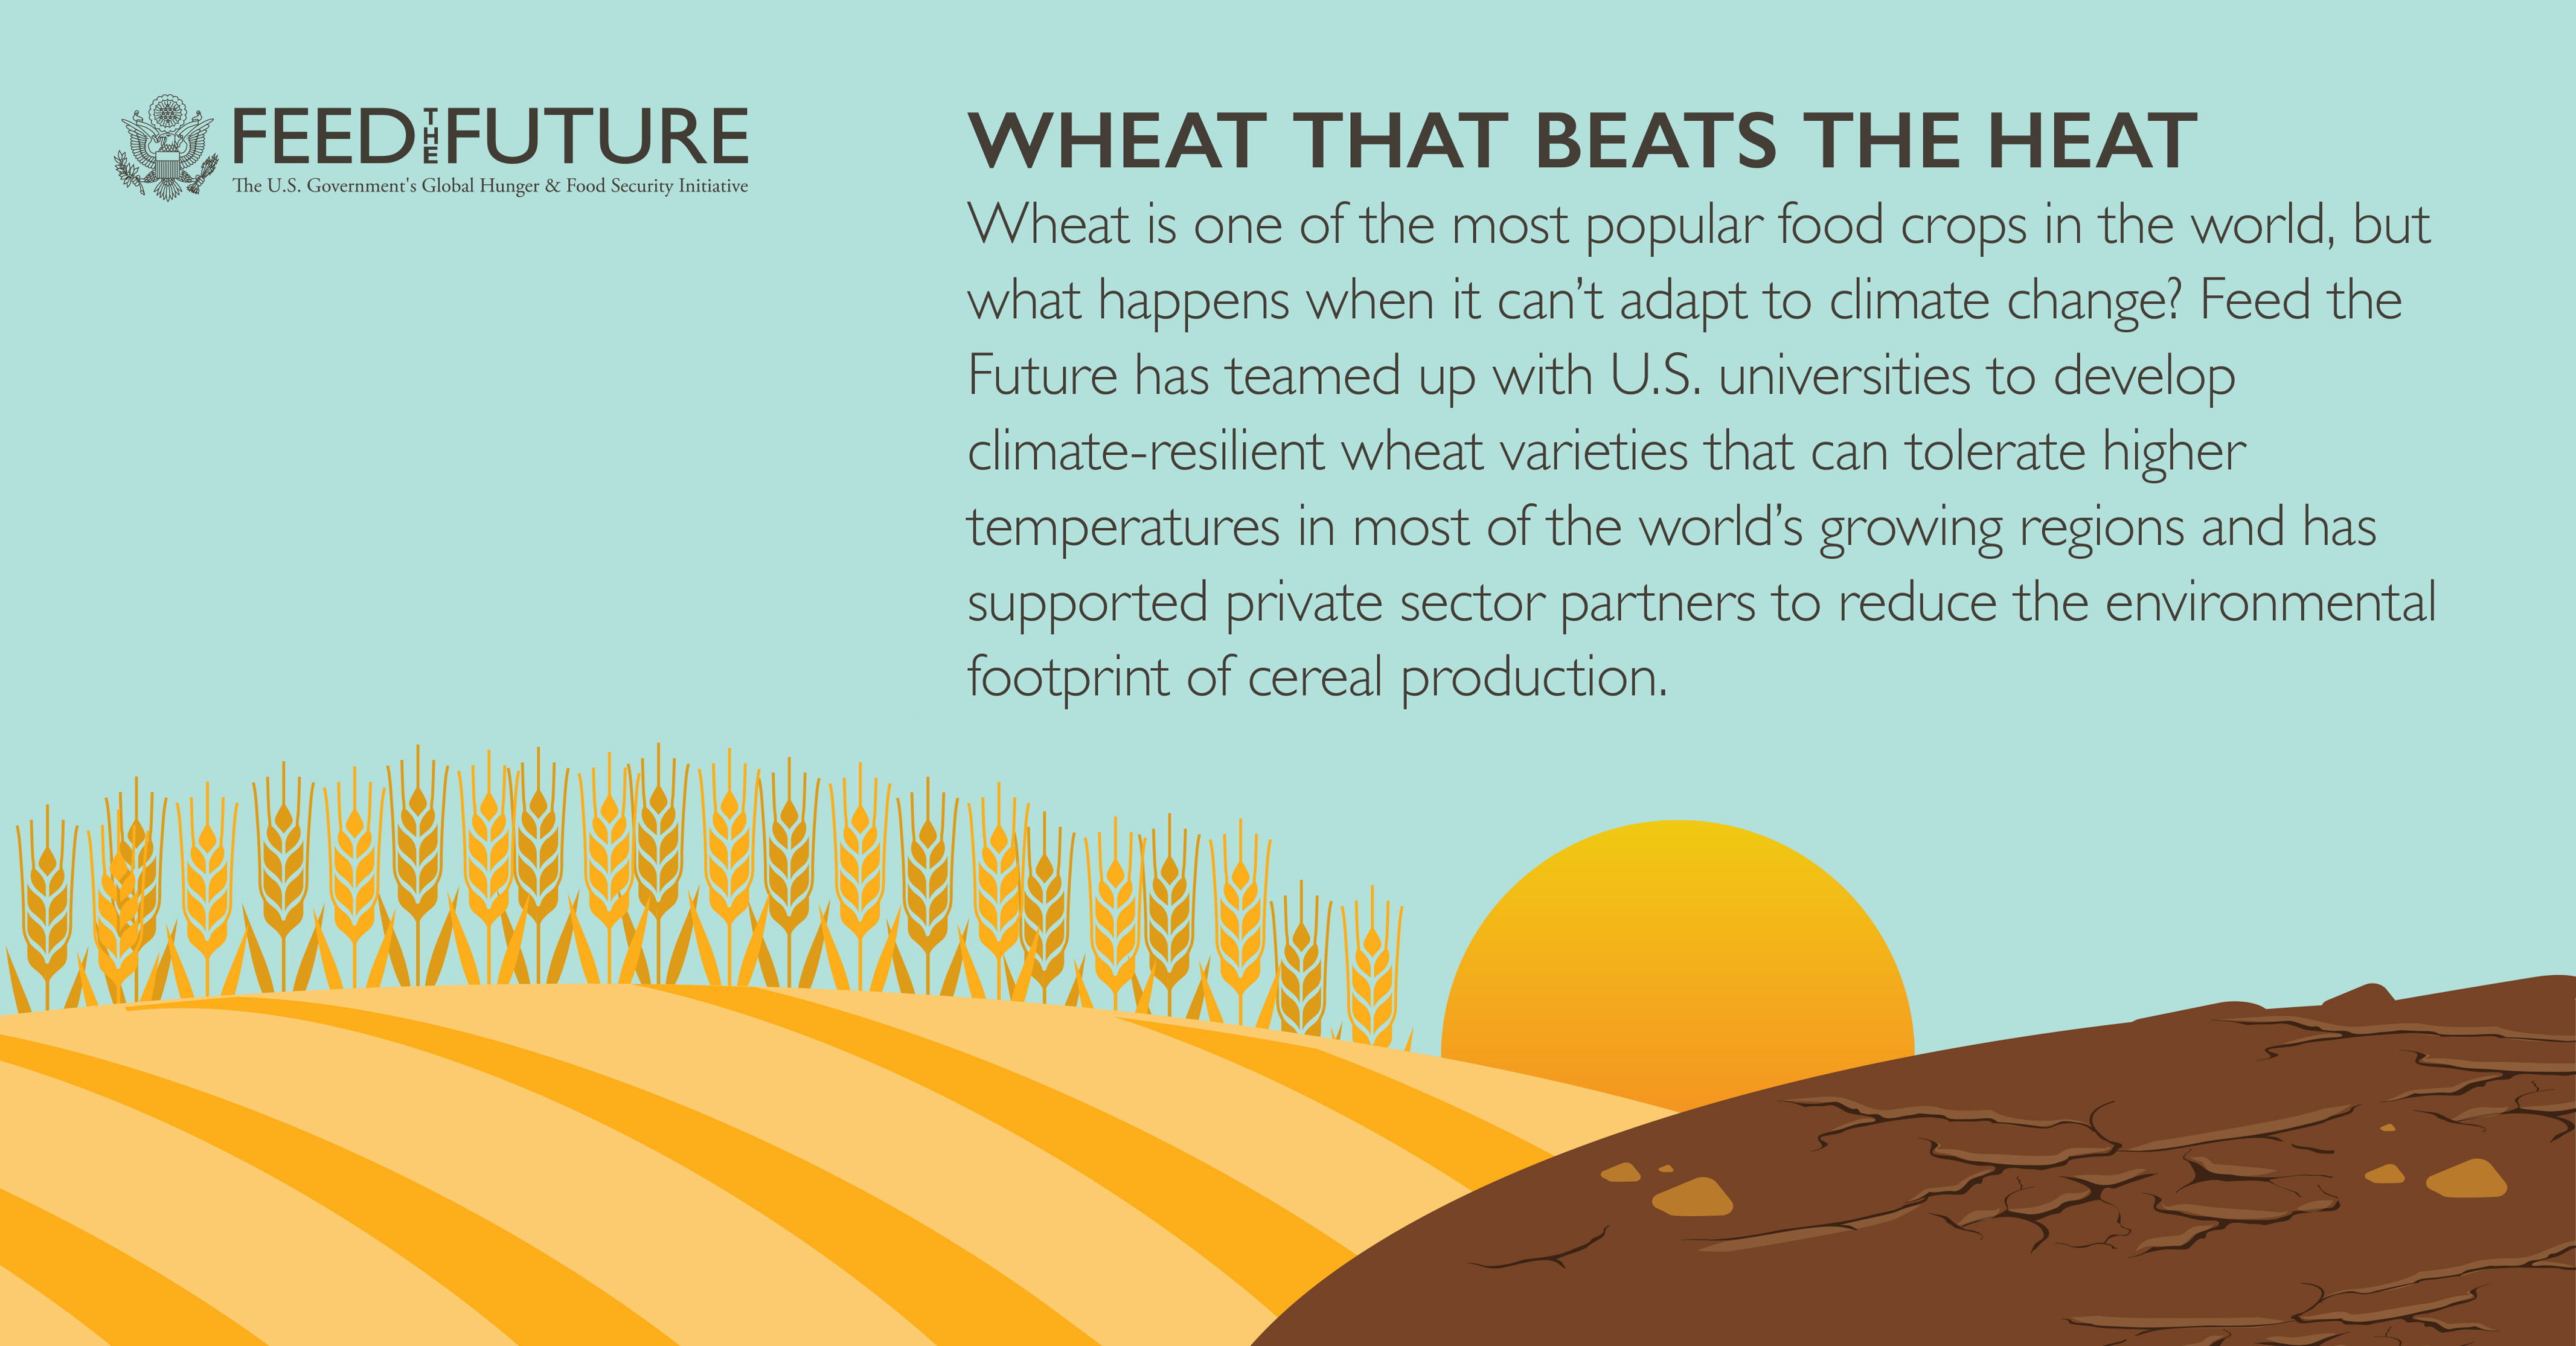 FEED THE FUTURE
The U.S. Government's Global Hunger & Food Security Initiative
WHEAT THAT BEATS THE HEAT
Wheat is one of the most popular food crops in the world, but
what happens when it can’t adapt to climate change? Feed the
Future has teamed up with U.S. universities to develop
climate-resilient wheat varieties that can tolerate higher
temperatures in most of the world’s growing regions and has
supported private sector partners to reduce the environmental
footprint of cereal production.